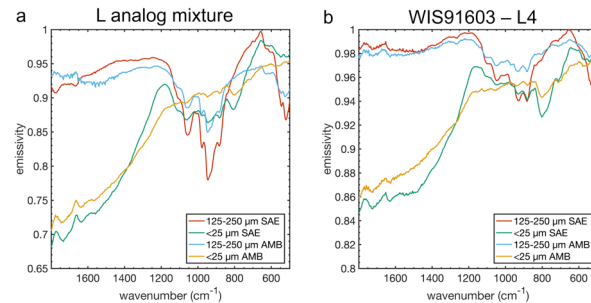 a
L analog mixture
emissivity
0.95
0.9
0.85
0.8
0.75
0.7
0.65
1600
1400
1200
1000
800
600
wavenumber (cm⁻¹)
125-250 µm SAE
<25 µm SAE
125-250 µm AMB
<25 µm AMB
b
WIS91603 – L4
emissivity
1
0.98
0.96
0.94
0.92
0.9
0.88
0.86
0.84
0.82
0.8
1600
1400
1200
1000
800
600
wavenumber (cm⁻¹)
125-250 µm SAE
<25 µm SAE
125-250 µm AMB
<25 µm AMB